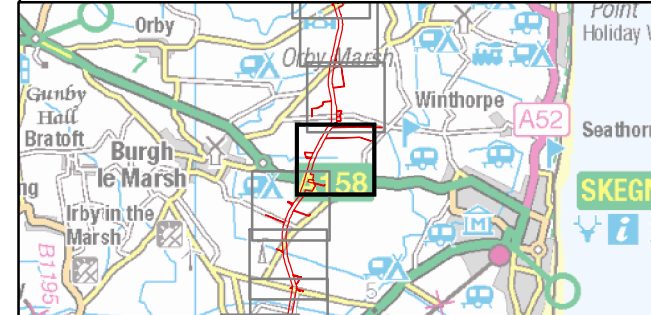 Point
Holiday V
Orby
Orby Marsh
7
Gunby
Hall
Bratoft
Winthorpe
A52
Seathorn
Burgh
le Marsh
58
ng
SKEGN
Irby in the
Marsh
M
i
B1195
5